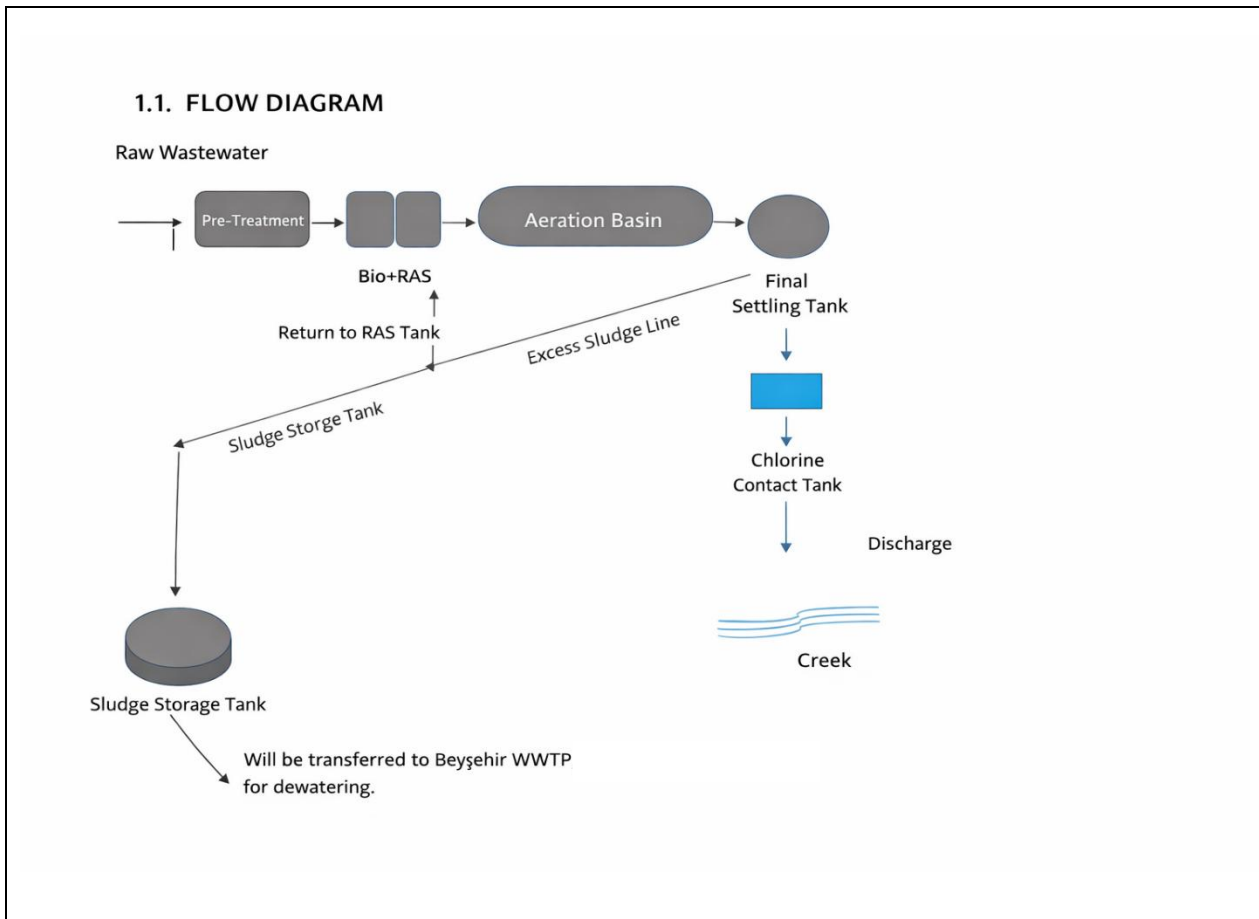 1.1. FLOW DIAGRAM
Raw Wastewater
Pre-Treatment
Aeration Basin
Bio+RAS
Final
Settling Tank
Return to RAS Tank
Excess Sludge Line
Sludge Storge Tank
Chlorine
Contact Tank
Discharge
Creek
Sludge Storage Tank
Will be transferred to Beyşehir WWTP
for dewatering.